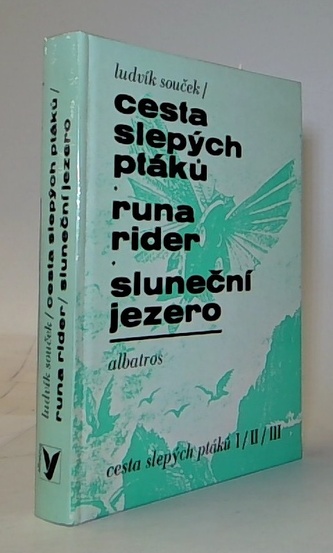 ludvík souček/
cesta
slepých
ptáků
·
runa
rider
·
sluneční
jezero
albatros
cesta slepých ptáků I/II/III
ludvík souček/cesta slepých ptáků/
runa rider/sluneční jezero